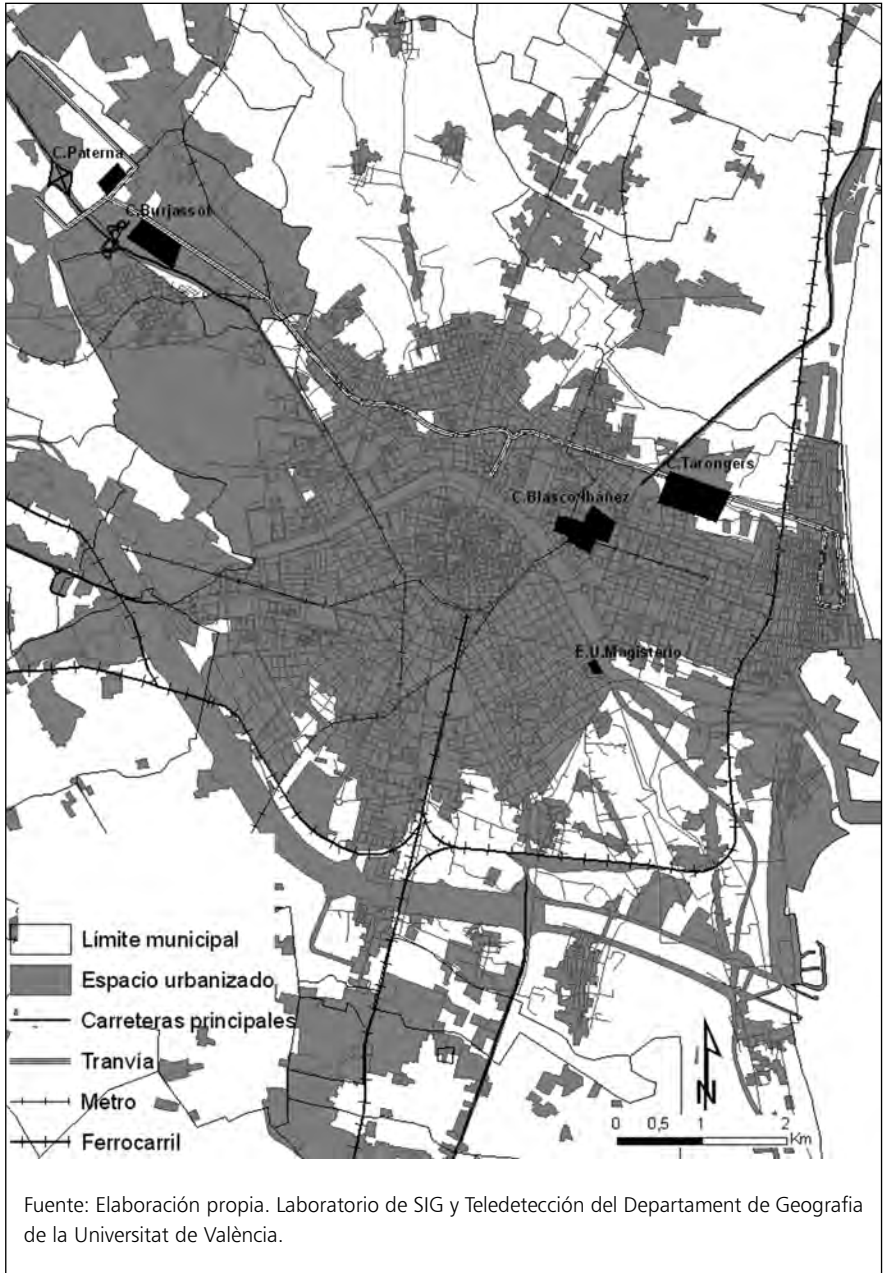 C.Paterna
C.Burjassot
C.Tarongers
C.Blasco Ibáñez
E.U.Magisterio
Límite municipal
Espacio urbanizado
Carreteras principales
Tranvía
Metro
Ferrocarril
N
0 0,5 1 2
Km
Fuente: Elaboración propia. Laboratorio de SIG y Teledetección del Departament de Geografia
de la Universitat de València.